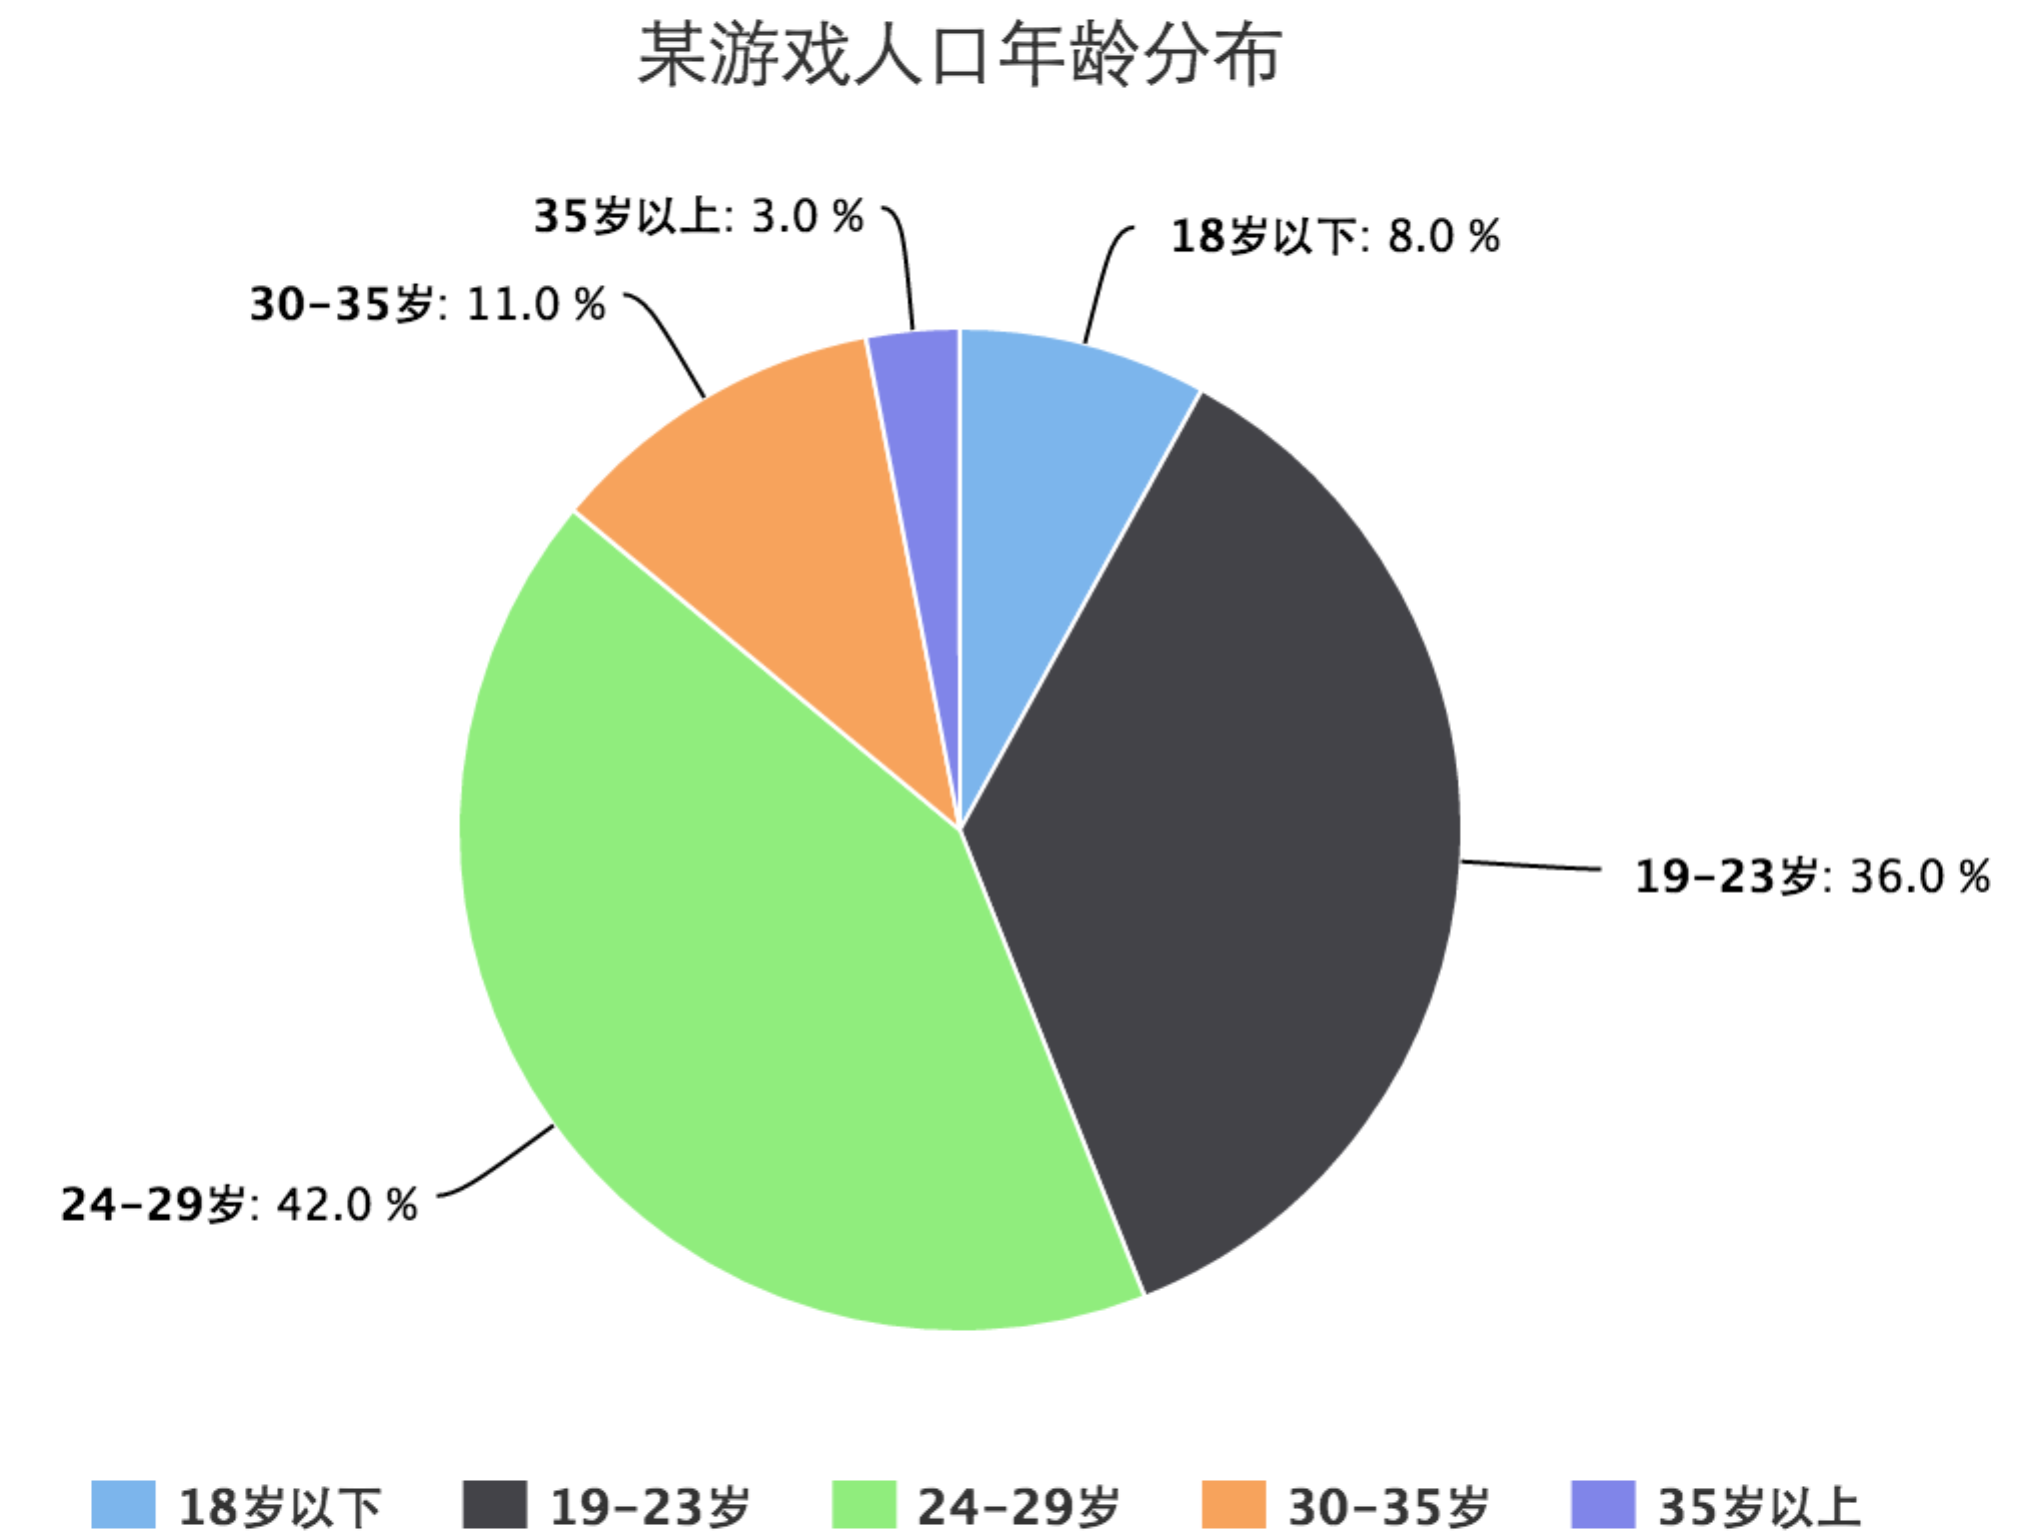 某游戏人口年龄分布
35岁以上: 3.0 %
18岁以下: 8.0 %
30-35岁: 11.0 %
19-23岁: 36.0 %
24-29岁: 42.0 %
18岁以下
19-23岁
24-29岁
30-35岁
35岁以上